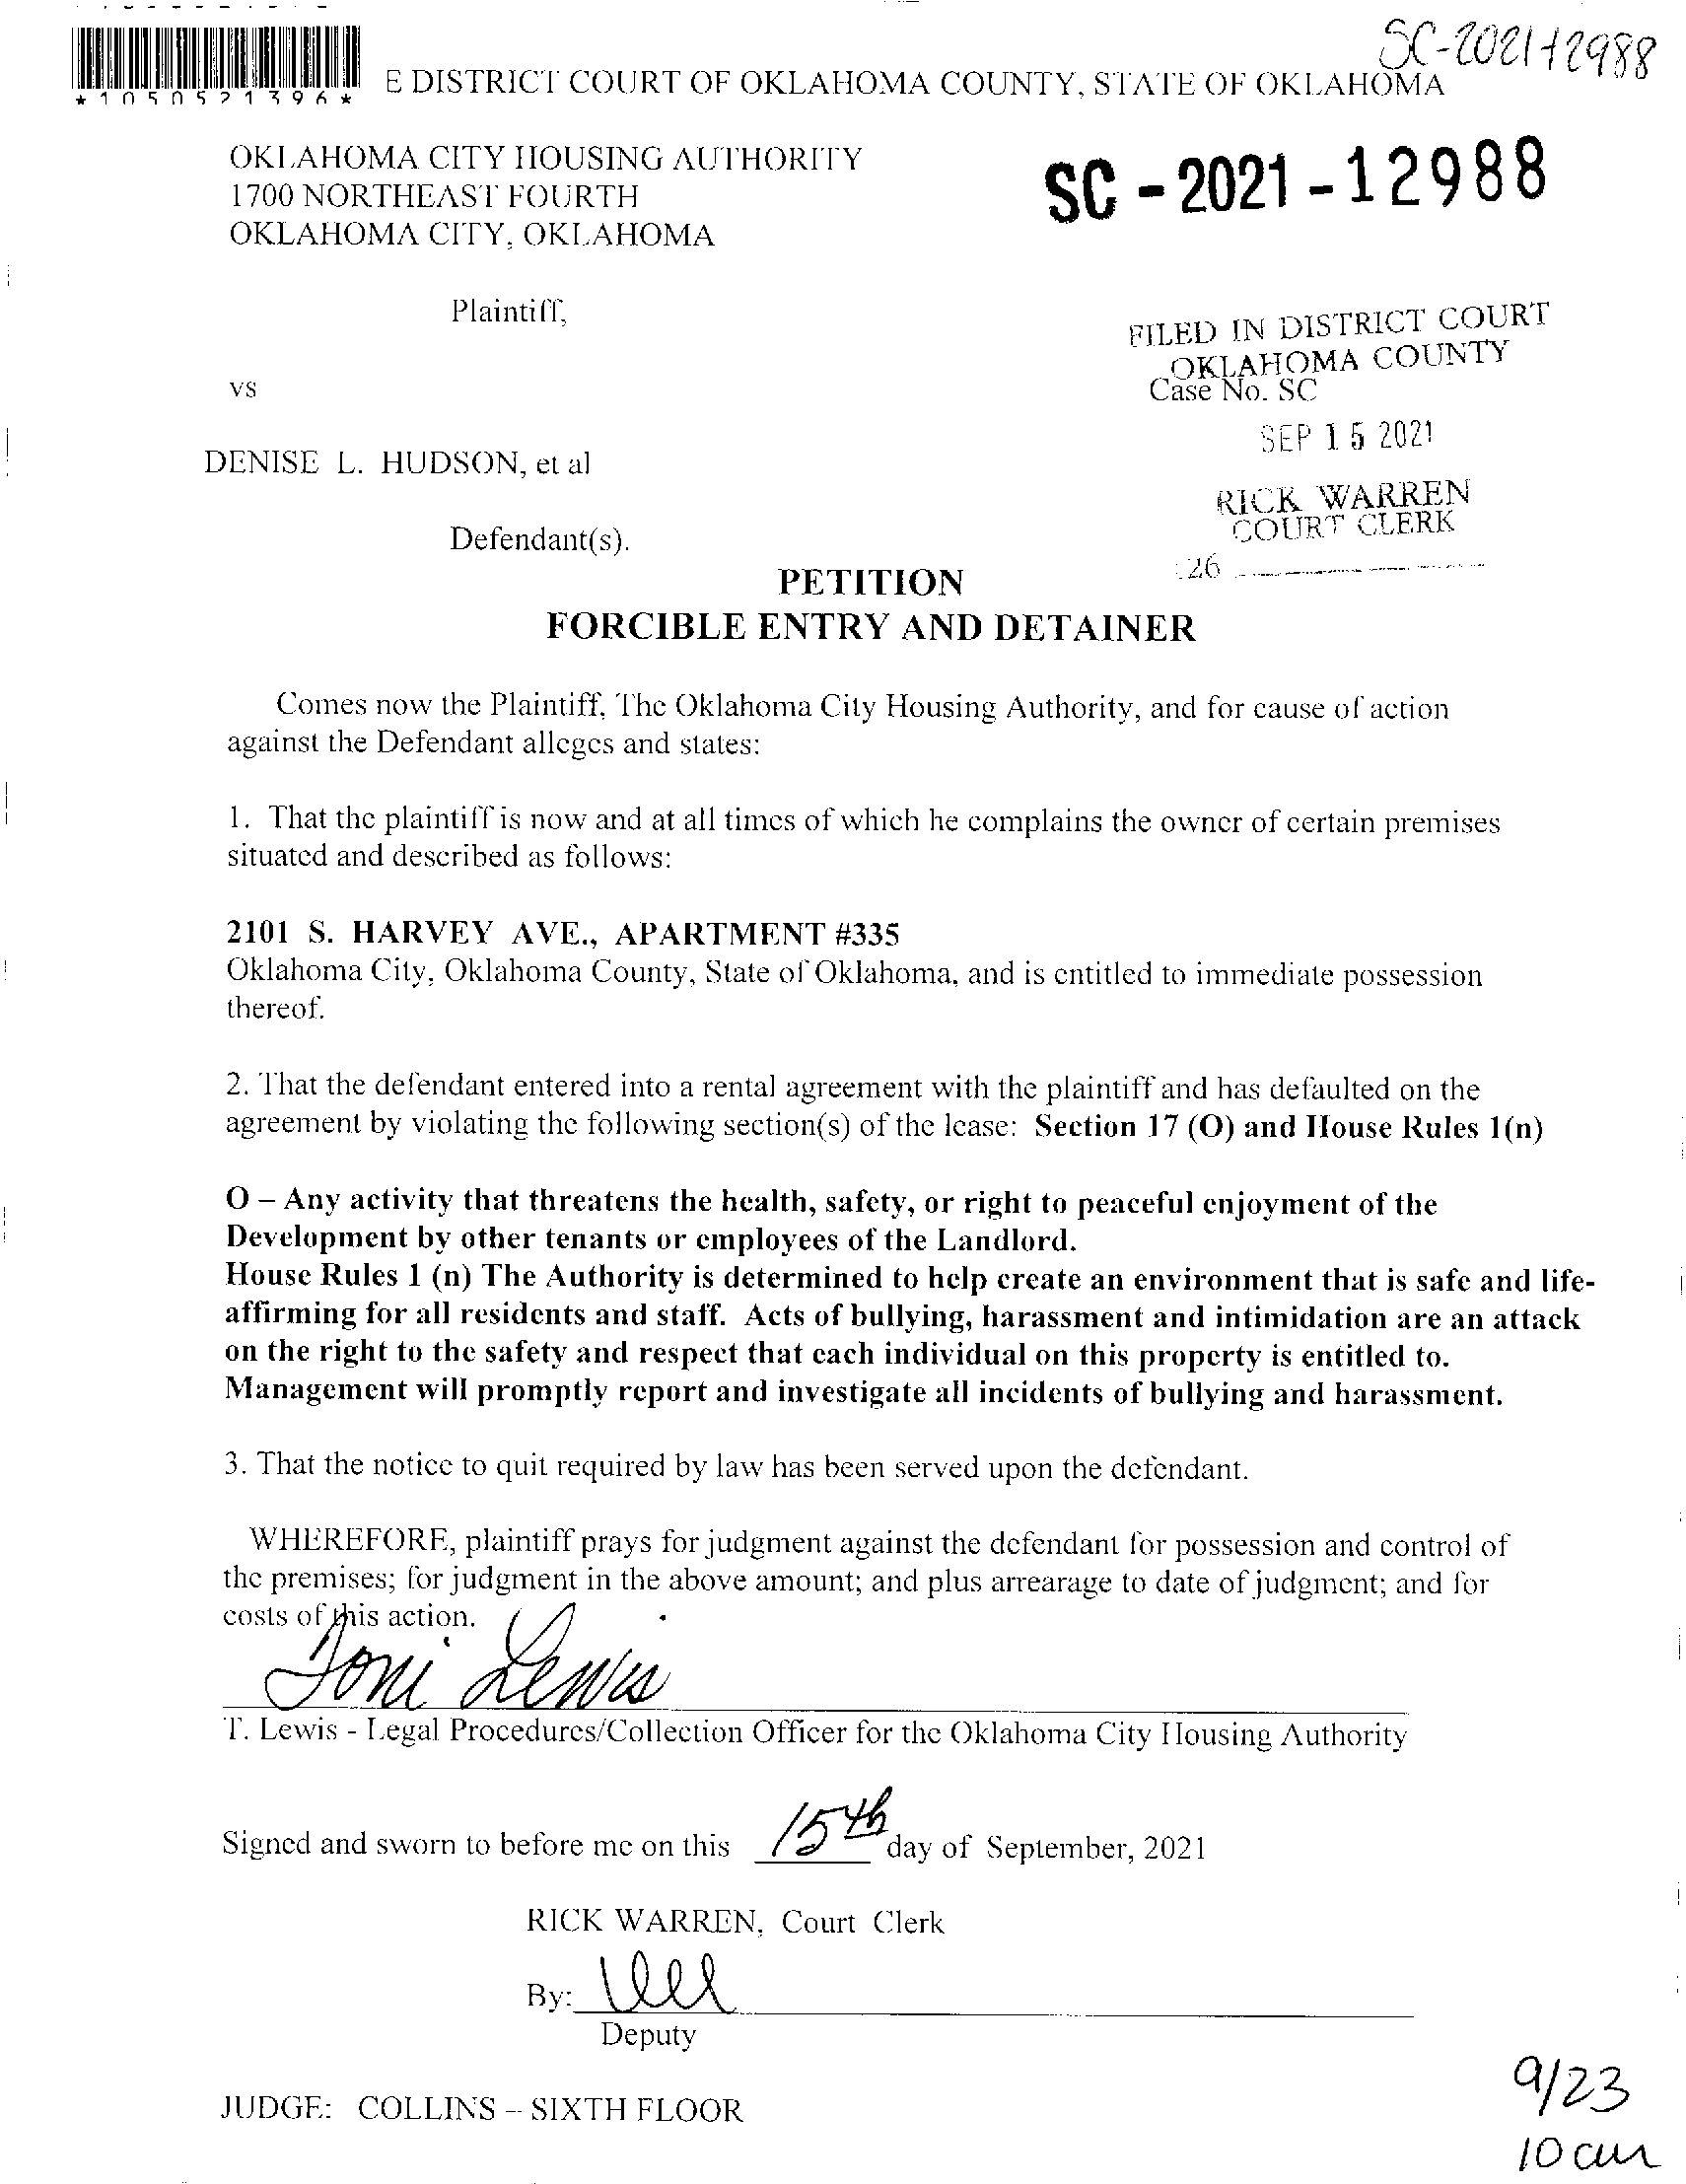 SC-2021-12988
*1050521396*
E DISTRICT COURT OF OKLAHOMA COUNTY, STATE OF OKLAHOMA
OKLAHOMA CITY HOUSING AUTHORITY
1700 NORTHEAST FOURTH
OKLAHOMA CITY, OKLAHOMA
SC - 2021 - 12988
Plaintiff,
FILED IN DISTRICT COURT
OKLAHOMA COUNTY
vs
Case No. SC
SEP 15 2021
DENISE L. HUDSON, et al
RICK WARREN
COURT CLERK
Defendant(s).
26
PETITION
FORCIBLE ENTRY AND DETAINER
Comes now the Plaintiff, The Oklahoma City Housing Authority, and for cause of action
against the Defendant alleges and states:
1. That the plaintiff is now and at all times of which he complains the owner of certain premises
situated and described as follows:
2101 S. HARVEY AVE., APARTMENT #335
Oklahoma City, Oklahoma County, State of Oklahoma, and is entitled to immediate possession
thereof.
2. That the defendant entered into a rental agreement with the plaintiff and has defaulted on the
agreement by violating the following section(s) of the lease: Section 17 (O) and House Rules 1(n)
O – Any activity that threatens the health, safety, or right to peaceful enjoyment of the
Development by other tenants or employees of the Landlord.
House Rules 1 (n) The Authority is determined to help create an environment that is safe and life-
affirming for all residents and staff. Acts of bullying, harassment and intimidation are an attack
on the right to the safety and respect that each individual on this property is entitled to.
Management will promptly report and investigate all incidents of bullying and harassment.
3. That the notice to quit required by law has been served upon the defendant.
WHEREFORE, plaintiff prays for judgment against the defendant for possession and control of
the premises; for judgment in the above amount; and plus arrearage to date of judgment; and for
costs of this action.
Toni Lewis
T. Lewis - Legal Procedures/Collection Officer for the Oklahoma City Housing Authority
Signed and sworn to before me on this 15th day of September, 2021
RICK WARREN, Court Clerk
By:
Deputy
9/23
JUDGE: COLLINS – SIXTH FLOOR
10 am